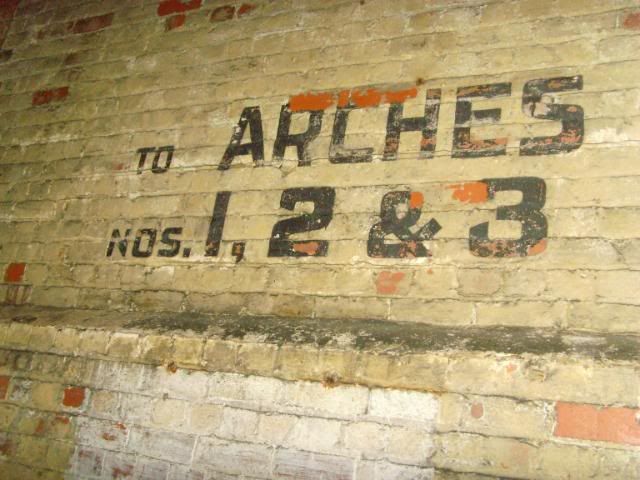 TO ARCHES
NOS. 1, 2 & 3